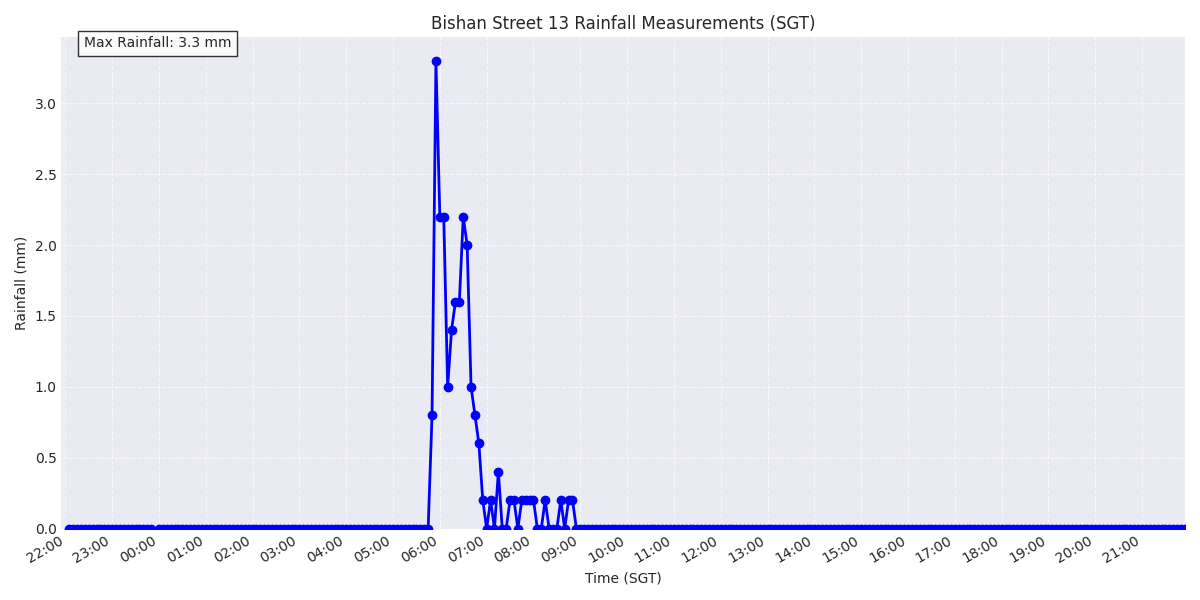 Bishan Street 13 Rainfall Measurements (SGT)
Max Rainfall: 3.3 mm
Rainfall (mm)
3.0
2.5
2.0
1.5
1.0
0.5
0.0
22:00 23:00 00:00 01:00 02:00 03:00 04:00 05:00 06:00 07:00 08:00 09:00 10:00 11:00 12:00 13:00 14:00 15:00 16:00 17:00 18:00 19:00 20:00 21:00
Time (SGT)